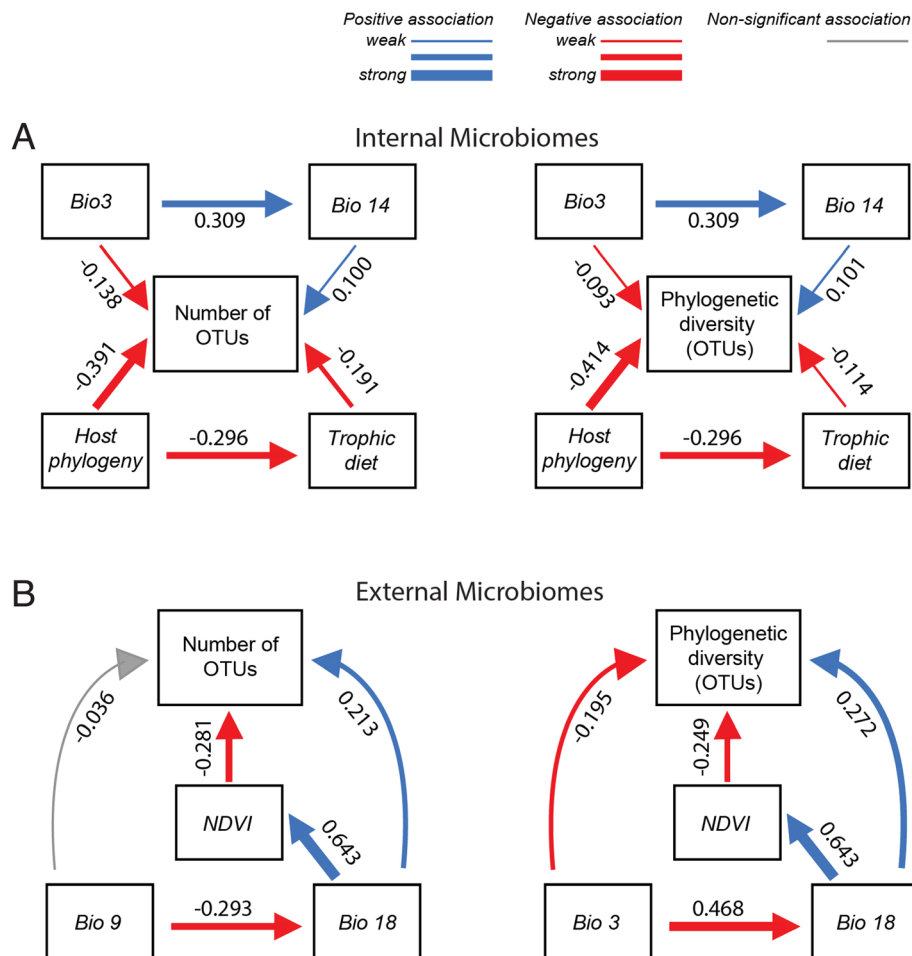 Positive association
weak
strong
Negative association
weak
strong
Non-significant association
A
Internal Microbiomes
Bio3
0.309
Bio 14
-0.138
0.100
Number of
OTUs
-0.391
-0.191
Host
phylogeny
-0.296
Trophic
diet
Bio3
0.309
Bio 14
-0.093
0.101
Phylogenetic
diversity
(OTUs)
-0.414
-0.114
Host
phylogeny
-0.296
Trophic
diet
B
External Microbiomes
Number of
OTUs
-0.036
-0.281
0.213
NDVI
0.643
Bio 9
-0.293
Bio 18
Phylogenetic
diversity
(OTUs)
-0.195
-0.249
0.272
NDVI
0.643
Bio 3
0.468
Bio 18